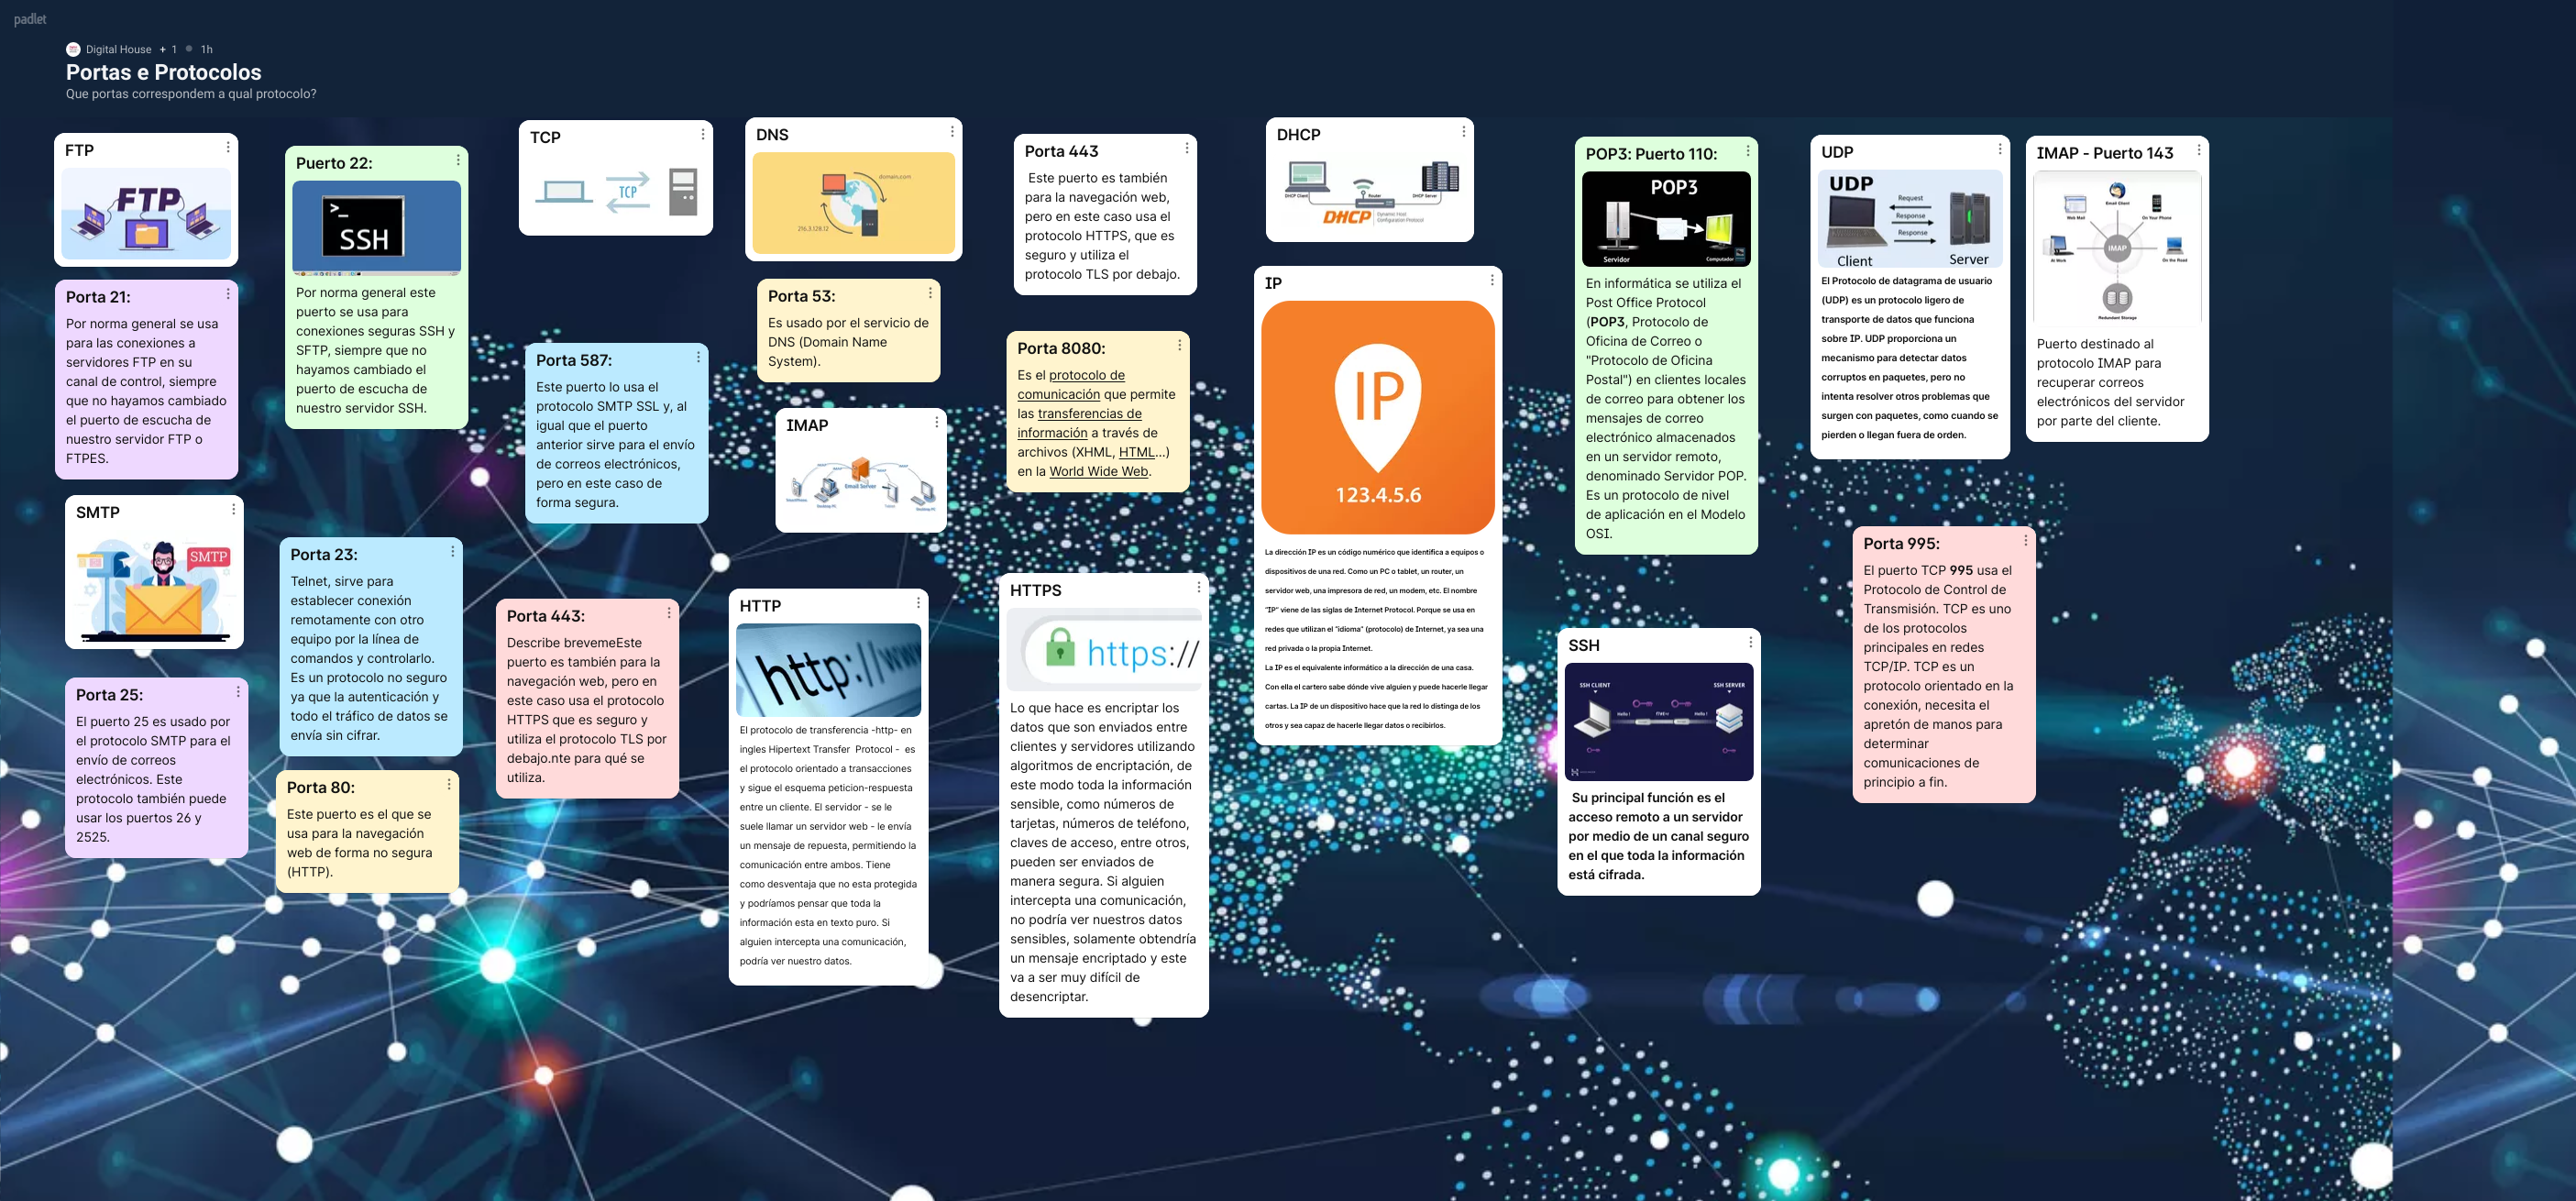 padlet
Digital House + 1 1h
Portas e Protocolos
Que portas correspondem a qual protocolo?
FTP
FTP
Porta 21:
Por norma general se usa
para las conexiones a
servidores FTP en su
canal de control, siempre
que no hayamos cambiado
el puerto de escucha de
nuestro servidor FTP o
FTPES.
SMTP
SMTP
Porta 25:
El puerto 25 es usado por
el protocolo SMTP para el
envío de correos
electrónicos. Este
protocolo también puede
usar los puertos 26 y
2525.
Puerto 22:
>_
SSH
Por norma general este
puerto se usa para
conexiones seguras SSH y
SFTP, siempre que no
hayamos cambiado el
puerto de escucha de
nuestro servidor SSH.
Porta 23:
Telnet, sirve para
establecer conexión
remotamente con otro
equipo por la línea de
comandos y controlarlo.
Es un protocolo no seguro
ya que la autenticación y
todo el tráfico de datos se
envía sin cifrar.
Porta 80:
Este puerto es el que se
usa para la navegación
web de forma no segura
(HTTP).
TCP
TCP
Porta 587:
Este puerto lo usa el
protocolo SMTP SSL y, al
igual que el puerto
anterior sirve para el envío
de correos electrónicos,
pero en este caso de
forma segura.
Porta 443:
Describe brevemeEste
puerto es también para la
navegación web, pero en
este caso usa el protocolo
HTTPS que es seguro y
utiliza el protocolo TLS por
debajo.nte para qué se
utiliza.
DNS
domain.com
216.3.128.12
Porta 53:
Es usado por el servicio de
DNS (Domain Name
System).
IMAP
Email Server
HTTP
http://ww
El protocolo de transferencia -http- en
ingles Hipertext Transfer Protocol - es
el protocolo orientado a transacciones
y sigue el esquema peticion-respuesta
entre un cliente. El servidor - se le
suele llamar un servidor web - le envía
un mensaje de repuesta, permitiendo la
comunicación entre ambos. Tiene
como desventaja que no esta protegida
y podríamos pensar que toda la
información esta en texto puro. Si
alguien intercepta una comunicación,
podría ver nuestro datos.
Porta 443
Este puerto es también
para la navegación web,
pero en este caso usa el
protocolo HTTPS, que es
seguro y utiliza el
protocolo TLS por debajo.
Porta 8080:
Es el protocolo de
comunicación que permite
las transferencias de
información a través de
archivos (XHML, HTML...)
en la World Wide Web.
HTTPS
https://
Lo que hace es encriptar los
datos que son enviados entre
clientes y servidores utilizando
algoritmos de encriptación, de
este modo toda la información
sensible, como números de
tarjetas, números de teléfono,
claves de acceso, entre otros,
pueden ser enviados de
manera segura. Si alguien
intercepta una comunicación,
no podría ver nuestros datos
sensibles, solamente obtendría
un mensaje encriptado y este
va a ser muy difícil de
desencriptar.
DHCP
DHCP Client
Router
DHCP Server
DHCP Dynamic Host
Configuration Protocol
IP
IP
123.4.5.6
La dirección IP es un código numérico que identifica a equipos o
dispositivos de una red. Como un PC o tablet, un router, un
servidor web, una impresora de red, un modem, etc. El nombre
"IP" viene de las siglas de Internet Protocol. Porque se usa en
redes que utilizan el "idioma" (protocolo) de Internet, ya sea una
red privada o la propia Internet.
La IP es el equivalente informático a la dirección de una casa.
Con ella el cartero sabe dónde vive alguien y puede hacerle llegar
cartas. La IP de un dispositivo hace que la red lo distinga de los
otros y sea capaz de hacerle llegar datos o recibirlos.
POP3: Puerto 110:
POP3
Servidor
Computador
En informática se utiliza el
Post Office Protocol
(POP3, Protocolo de
Oficina de Correo o
"Protocolo de Oficina
Postal") en clientes locales
de correo para obtener los
mensajes de correo
electrónico almacenados
en un servidor remoto,
denominado Servidor POP.
Es un protocolo de nivel
de aplicación en el Modelo
OSI.
SSH
SSH CLIENT
SSH SERVER
Hello !
Hello !
Su principal función es el
acceso remoto a un servidor
por medio de un canal seguro
en el que toda la información
está cifrada.
UDP
UDP
Request
Response
Response
Client
Server
El Protocolo de datagrama de usuario
(UDP) es un protocolo ligero de
transporte de datos que funciona
sobre IP. UDP proporciona un
mecanismo para detectar datos
corruptos en paquetes, pero no
intenta resolver otros problemas que
surgen con paquetes, como cuando se
pierden o llegan fuera de orden.
Porta 995:
El puerto TCP 995 usa el
Protocolo de Control de
Transmisión. TCP es uno
de los protocolos
principales en redes
TCP/IP. TCP es un
protocolo orientado en la
conexión, necesita el
apretón de manos para
determinar
comunicaciones de
principio a fin.
IMAP - Puerto 143
Email Client
Web Mail
On Your Phone
IMAP
At Work
On the Road
Redundant Storage
Puerto destinado al
protocolo IMAP para
recuperar correos
electrónicos del servidor
por parte del cliente.